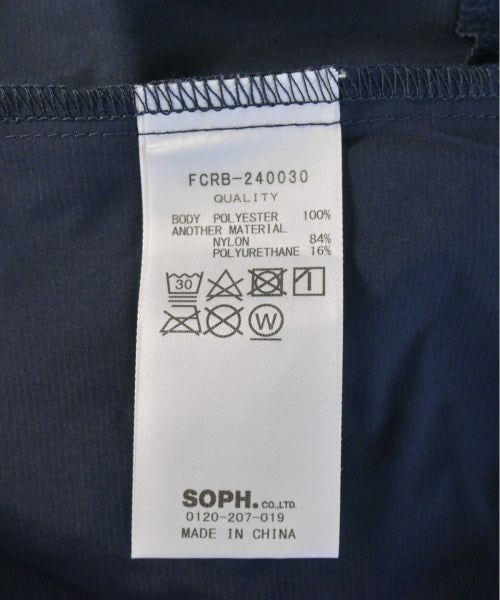 FCRB-240030
QUALITY
BODY POLYESTER 100%
ANOTHER MATERIAL
NYLON 84%
POLYURETHANE 16%
30
W
SOPH. CO.,LTD.
0120-207-019
MADE IN CHINA